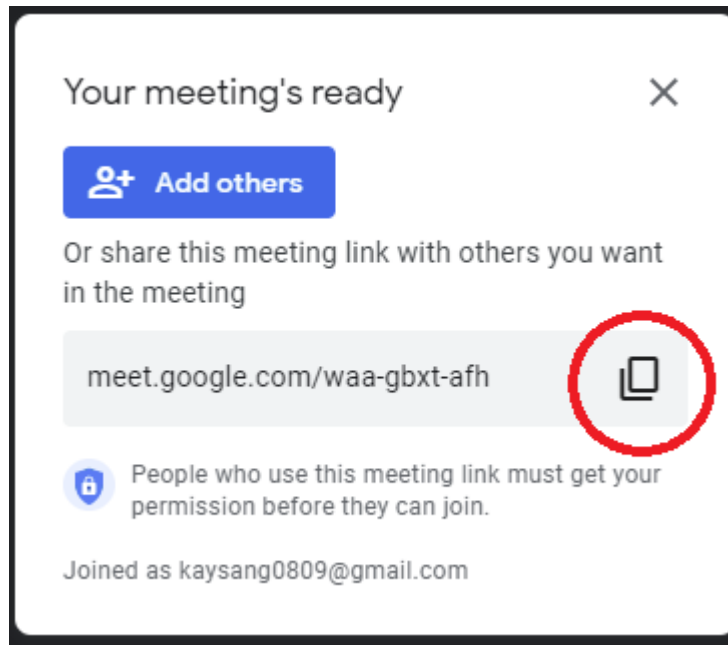 Your meeting's ready
Add others
Or share this meeting link with others you want
in the meeting
meet.google.com/waa-gbxt-afh
People who use this meeting link must get your
permission before they can join.
Joined as kaysang0809@gmail.com